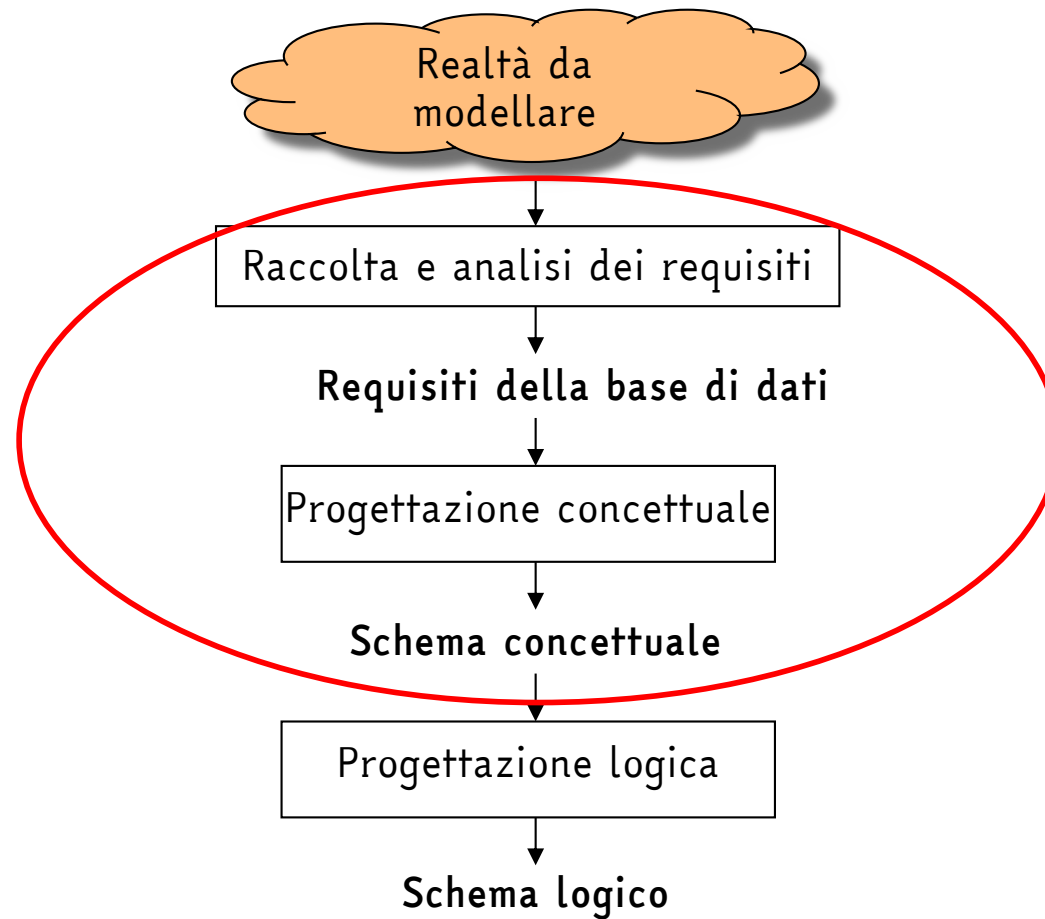 Realtà da
modellare
Raccolta e analisi dei requisiti
Requisiti della base di dati
Progettazione concettuale
Schema concettuale
Progettazione logica
Schema logico